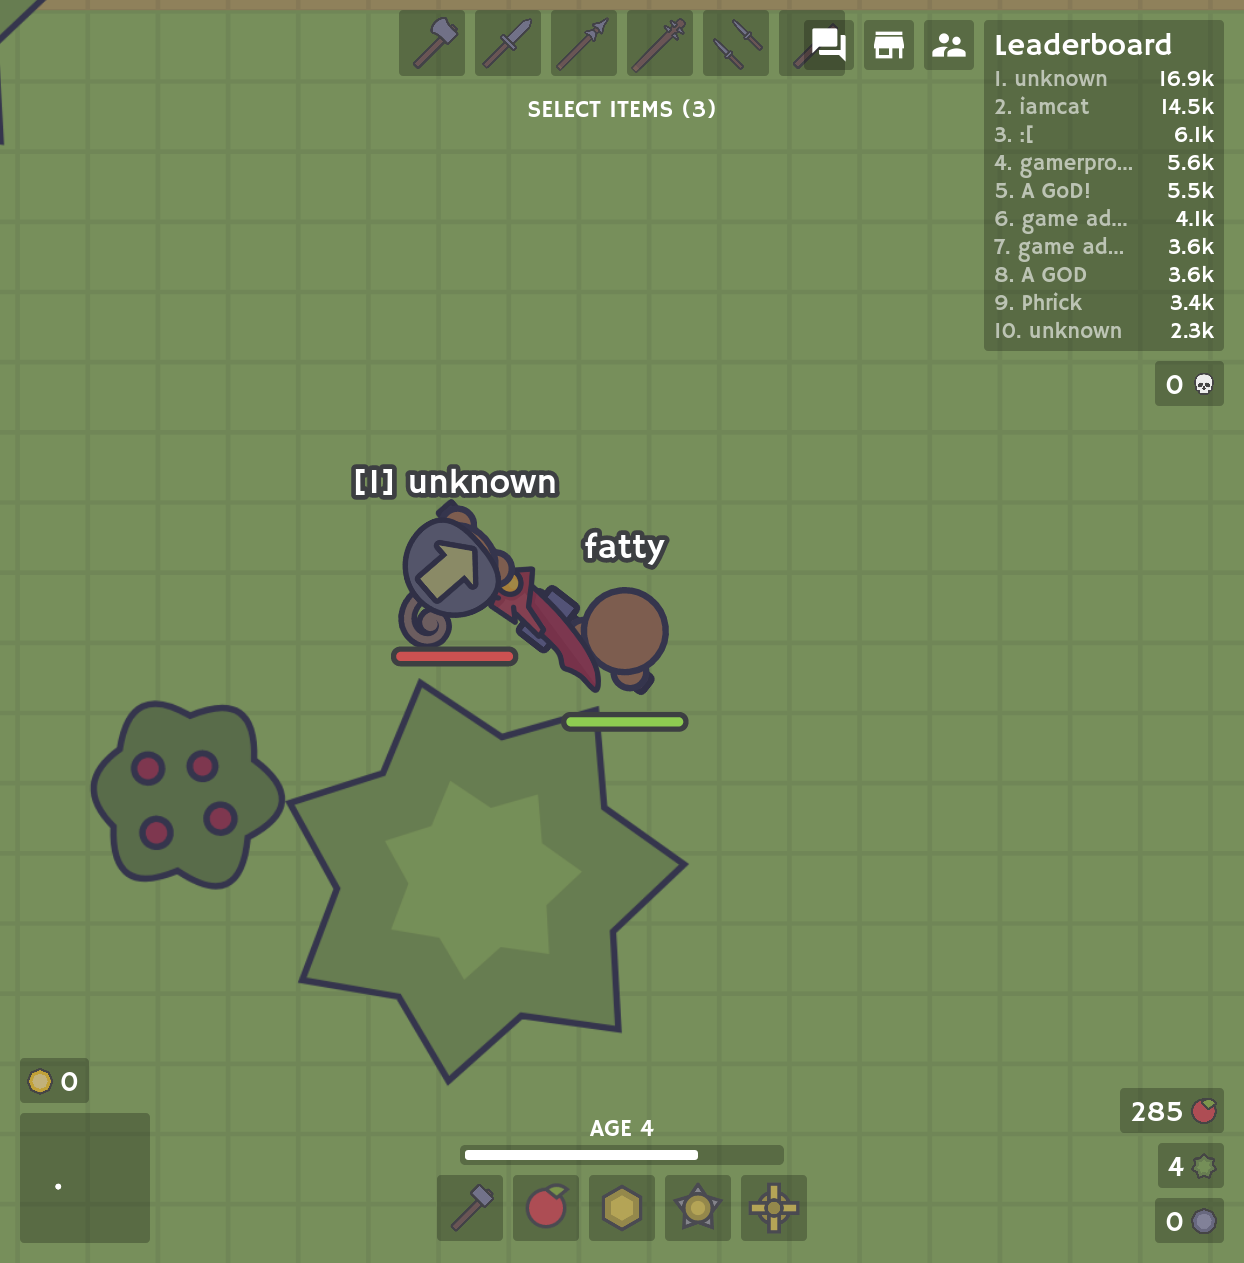 SELECT ITEMS (3)
Leaderboard
1. unknown 16.9k
2. iamcat 14.5k
3. :[ 6.1k
4. gamerpro... 5.6k
5. A GoD! 5.5k
6. game ad... 4.1k
7. game ad... 3.6k
8. A GOD 3.6k
9. Phrick 3.4k
10. unknown 2.3k
0
[I] unknown
fatty
0
AGE 4
285
4
0